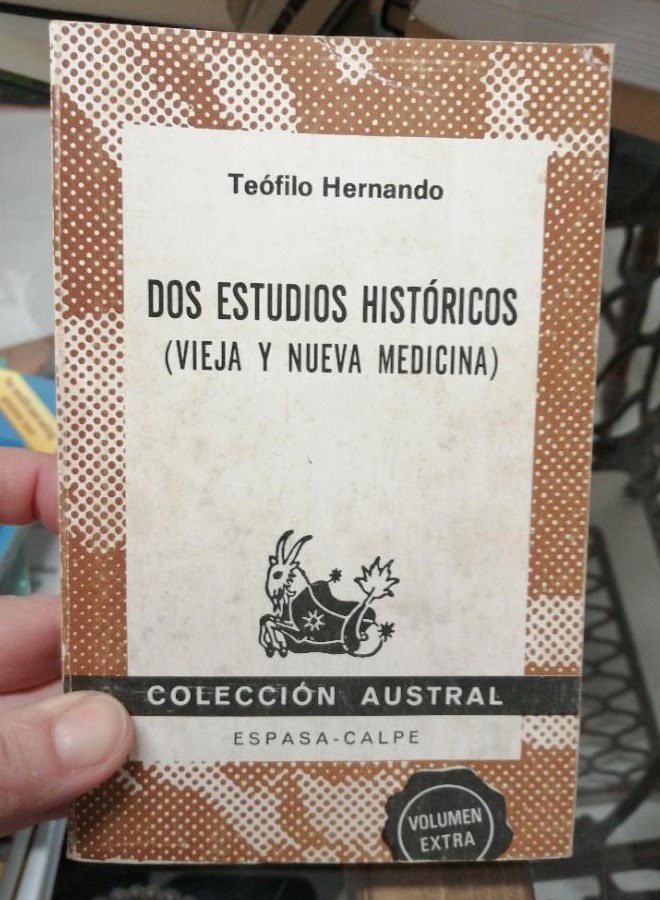 Teófilo Hernando
DOS ESTUDIOS HISTÓRICOS
(VIEJA Y NUEVA MEDICINA)
COLECCIÓN AUSTRAL
ESPASA-CALPE
VOLUMEN
EXTRA